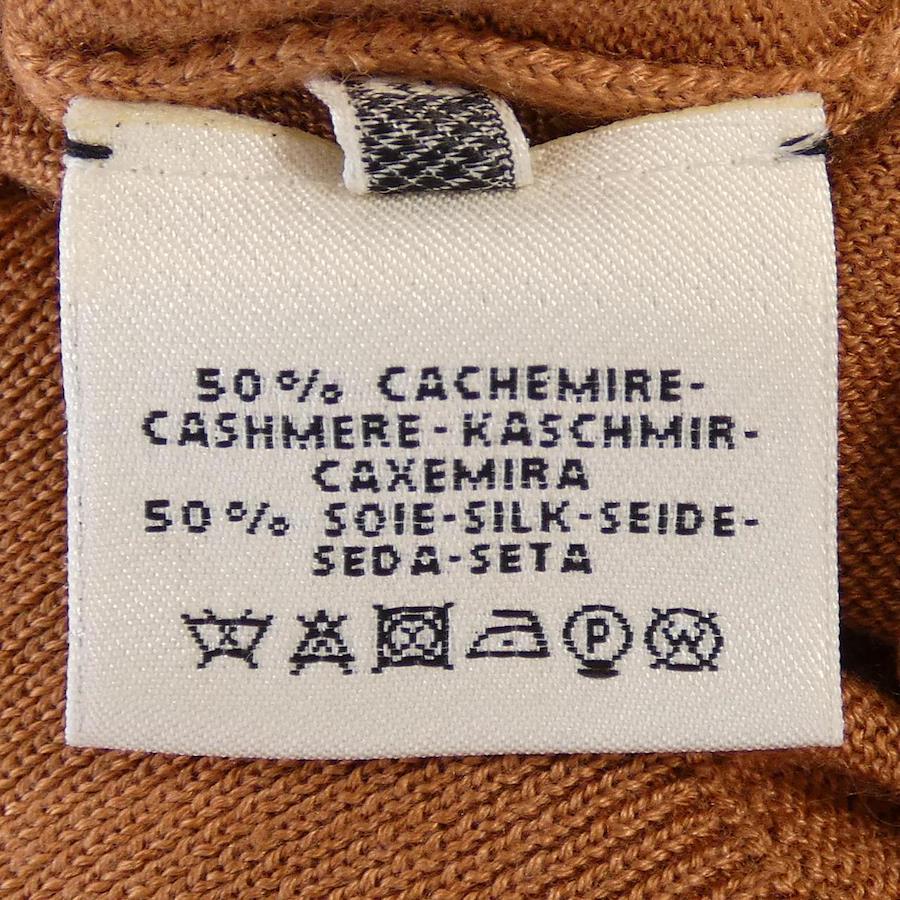 50% CACHEMIRE-
CASHMERE-KASCHMIR-
CAXEMIRA
50% SOIE-SILK-SEIDE-
SEDA-SETA
P W